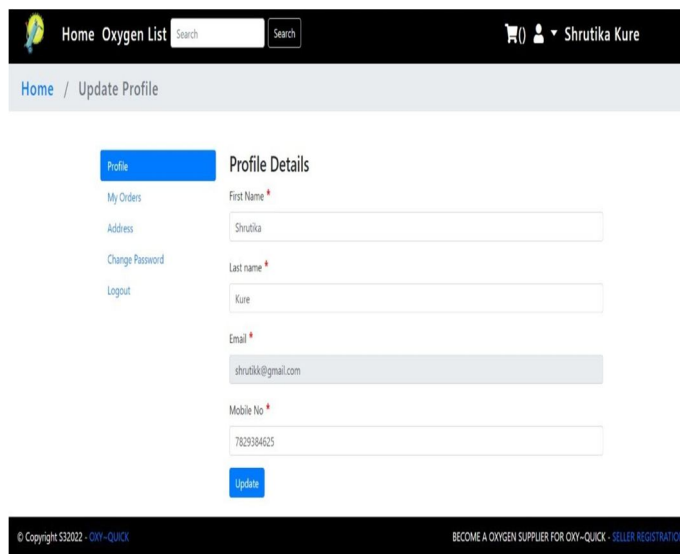 Home Oxygen List Search Search () Shrutika Kure
Home / Update Profile
Profile
My Orders
Address
Change Password
Logout
Profile Details
First Name *
Shrutika
Last name *
Kure
Email *
shrutikk@gmail.com
Mobile No *
7829384625
Update
© Copyright S32022 - OXY-QUICK BECOME A OXYGEN SUPPLIER FOR OXY-QUICK - SELLER REGISTRATION